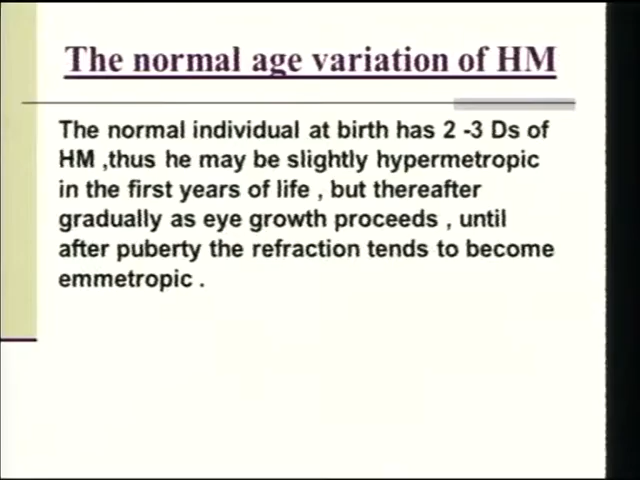 The normal age variation of HM
The normal individual at birth has 2 -3 Ds of
HM ,thus he may be slightly hypermetropic
in the first years of life , but thereafter
gradually as eye growth proceeds , until
after puberty the refraction tends to become
emmetropic .